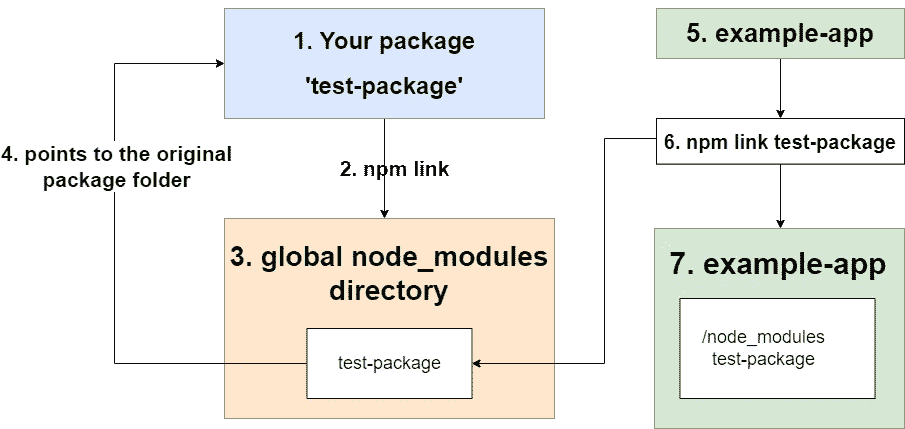 1. Your package
'test-package'
2. npm link
3. global node_modules
directory
test-package
4. points to the original
package folder
5. example-app
6. npm link test-package
7. example-app
/node_modules
test-package